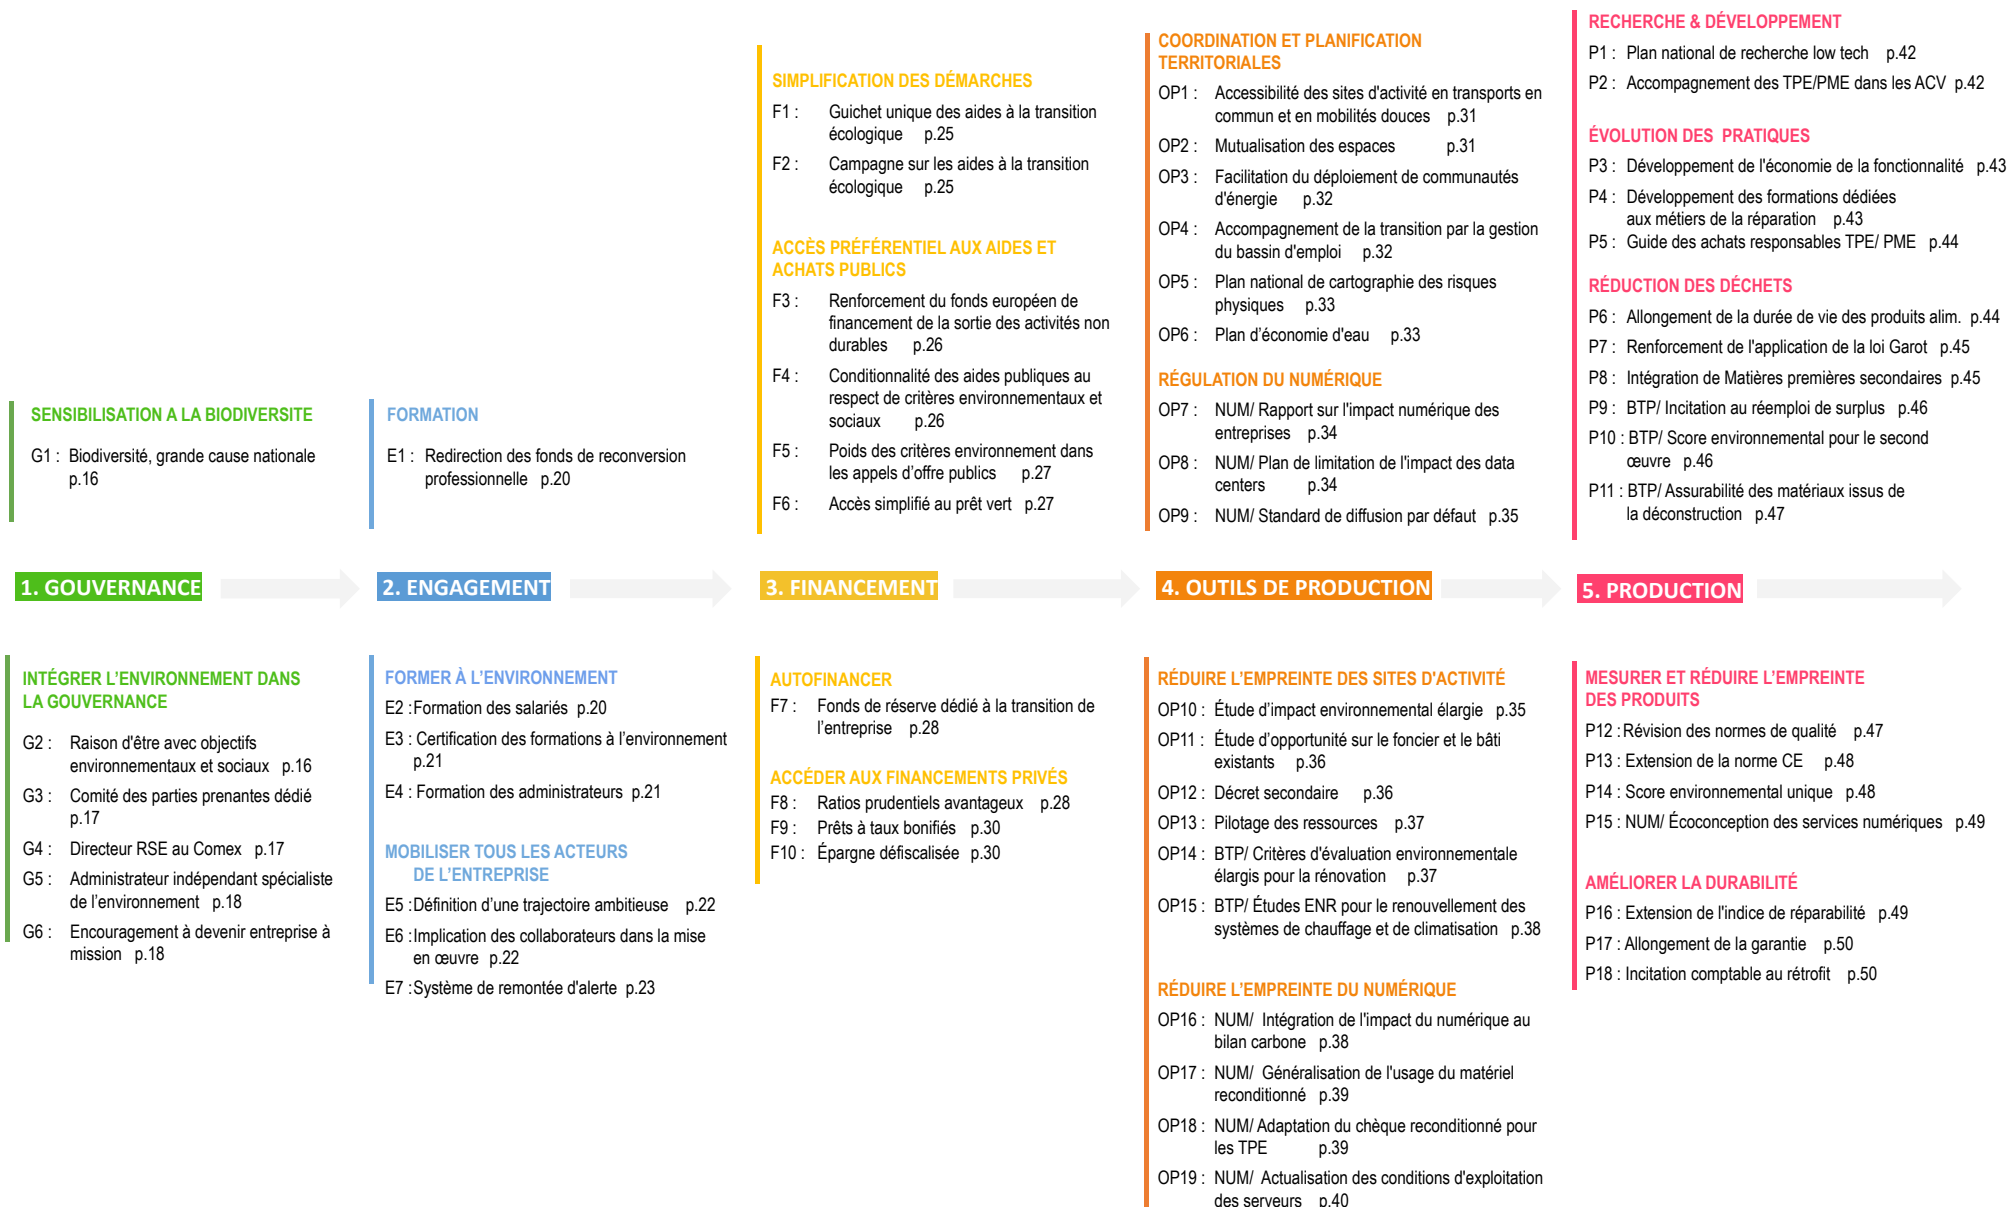 SENSIBILISATION A LA BIODIVERSITE
G1 : Biodiversité, grande cause nationale
p.16
FORMATION
E1 : Redirection des fonds de reconversion
professionnelle p.20
SIMPLIFICATION DES DÉMARCHES
F1 : Guichet unique des aides à la transition
écologique p.25
F2 : Campagne sur les aides à la transition
écologique p.25
ACCÈS PRÉFÉRENTIEL AUX AIDES ET
ACHATS PUBLICS
F3 : Renforcement du fonds européen de
financement de la sortie des activités non
durables p.26
F4 : Conditionnalité des aides publiques au
respect de critères environnementaux et
sociaux p.26
F5 : Poids des critères environnement dans
les appels d’offre publics p.27
F6 : Accès simplifié au prêt vert p.27
COORDINATION ET PLANIFICATION
TERRITORIALES
OP1 : Accessibilité des sites d'activité en transports en
commun et en mobilités douces p.31
OP2 : Mutualisation des espaces p.31
OP3 : Facilitation du déploiement de communautés
d'énergie p.32
OP4 : Accompagnement de la transition par la gestion
du bassin d'emploi p.32
OP5 : Plan national de cartographie des risques
physiques p.33
OP6 : Plan d’économie d'eau p.33
RÉGULATION DU NUMÉRIQUE
OP7 : NUM/ Rapport sur l'impact numérique des
entreprises p.34
OP8 : NUM/ Plan de limitation de l'impact des data
centers p.34
OP9 : NUM/ Standard de diffusion par défaut p.35
RECHERCHE & DÉVELOPPEMENT
P1 : Plan national de recherche low tech p.42
P2 : Accompagnement des TPE/PME dans les ACV p.42
ÉVOLUTION DES PRATIQUES
P3 : Développement de l'économie de la fonctionnalité p.43
P4 : Développement des formations dédiées
aux métiers de la réparation p.43
P5 : Guide des achats responsables TPE/ PME p.44
RÉDUCTION DES DÉCHETS
P6 : Allongement de la durée de vie des produits alim. p.44
P7 : Renforcement de l'application de la loi Garot p.45
P8 : Intégration de Matières premières secondaires p.45
P9 : BTP/ Incitation au réemploi de surplus p.46
P10 : BTP/ Score environnemental pour le second
œuvre p.46
P11 : BTP/ Assurabilité des matériaux issus de
la déconstruction p.47
1. GOUVERNANCE
2. ENGAGEMENT
3. FINANCEMENT
4. OUTILS DE PRODUCTION
5. PRODUCTION
INTÉGRER L’ENVIRONNEMENT DANS
LA GOUVERNANCE
G2 : Raison d'être avec objectifs
environnementaux et sociaux p.16
G3 : Comité des parties prenantes dédié
p.17
G4 : Directeur RSE au Comex p.17
G5 : Administrateur indépendant spécialiste
de l’environnement p.18
G6 : Encouragement à devenir entreprise à
mission p.18
FORMER À L’ENVIRONNEMENT
E2 :Formation des salariés p.20
E3 : Certification des formations à l’environnement
p.21
E4 : Formation des administrateurs p.21
MOBILISER TOUS LES ACTEURS
DE L’ENTREPRISE
E5 :Définition d’une trajectoire ambitieuse p.22
E6 :Implication des collaborateurs dans la mise
en œuvre p.22
E7 :Système de remontée d'alerte p.23
AUTOFINANCER
F7 : Fonds de réserve dédié à la transition de
l’entreprise p.28
ACCÉDER AUX FINANCEMENTS PRIVÉS
F8 : Ratios prudentiels avantageux p.28
F9 : Prêts à taux bonifiés p.30
F10 : Épargne défiscalisée p.30
RÉDUIRE L’EMPREINTE DES SITES D'ACTIVITÉ
OP10 : Étude d’impact environnemental élargie p.35
OP11 : Étude d’opportunité sur le foncier et le bâti
existants p.36
OP12 : Décret secondaire p.36
OP13 : Pilotage des ressources p.37
OP14 : BTP/ Critères d'évaluation environnementale
élargis pour la rénovation p.37
OP15 : BTP/ Études ENR pour le renouvellement des
systèmes de chauffage et de climatisation p.38
RÉDUIRE L’EMPREINTE DU NUMÉRIQUE
OP16 : NUM/ Intégration de l'impact du numérique au
bilan carbone p.38
OP17 : NUM/ Généralisation de l'usage du matériel
reconditionné p.39
OP18 : NUM/ Adaptation du chèque reconditionné pour
les TPE p.39
OP19 : NUM/ Actualisation des conditions d'exploitation
des serveurs p.40
MESURER ET RÉDUIRE L’EMPREINTE
DES PRODUITS
P12 : Révision des normes de qualité p.47
P13 : Extension de la norme CE p.48
P14 : Score environnemental unique p.48
P15 : NUM/ Écoconception des services numériques p.49
AMÉLIORER LA DURABILITÉ
P16 : Extension de l'indice de réparabilité p.49
P17 : Allongement de la garantie p.50
P18 : Incitation comptable au rétrofit p.50